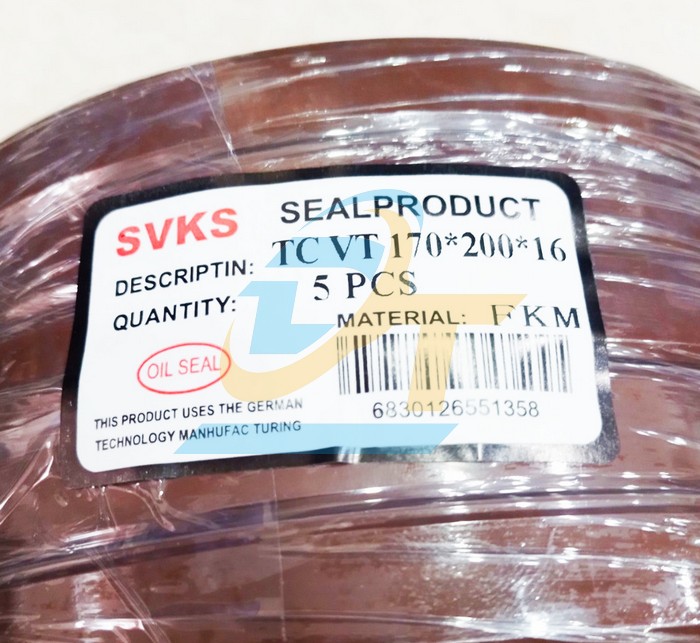 SVKS SEALPRODUCT
DESCRIPTIN: TC VT 170*200*16
QUANTITY: 5 PCS
MATERIAL: FKM
OIL SEAL
6830126551358
THIS PRODUCT USES THE GERMAN
TECHNOLOGY MANHUFAC TURING